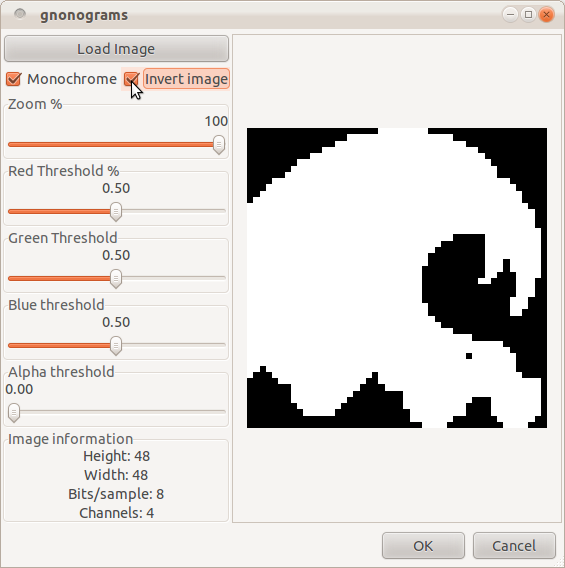 gnonograms
Load Image
Monochrome
Invert image
Zoom %
100
Red Threshold %
0.50
Green Threshold
0.50
Blue threshold
0.50
Alpha threshold
0.00
Image information
Height: 48
Width: 48
Bits/sample: 8
Channels: 4
OK
Cancel